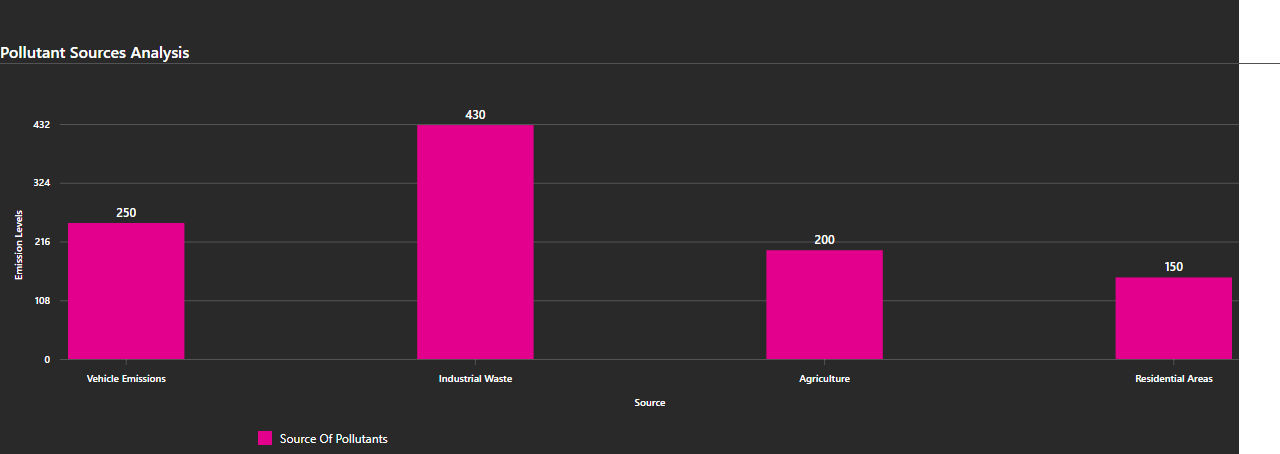 Pollutant Sources Analysis
430
432
324
250
Emission Levels
216
200
150
108
0
Vehicle Emissions
Industrial Waste
Agriculture
Residential Areas
Source
Source Of Pollutants